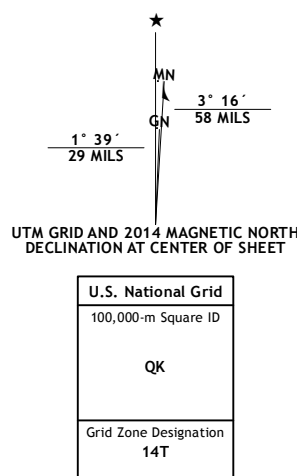 ★
MN
3° 16´
58 MILS
GN
1° 39´
29 MILS
UTM GRID AND 2014 MAGNETIC NORTH
DECLINATION AT CENTER OF SHEET
U.S. National Grid
100,000-m Square ID
QK
Grid Zone Designation
14T